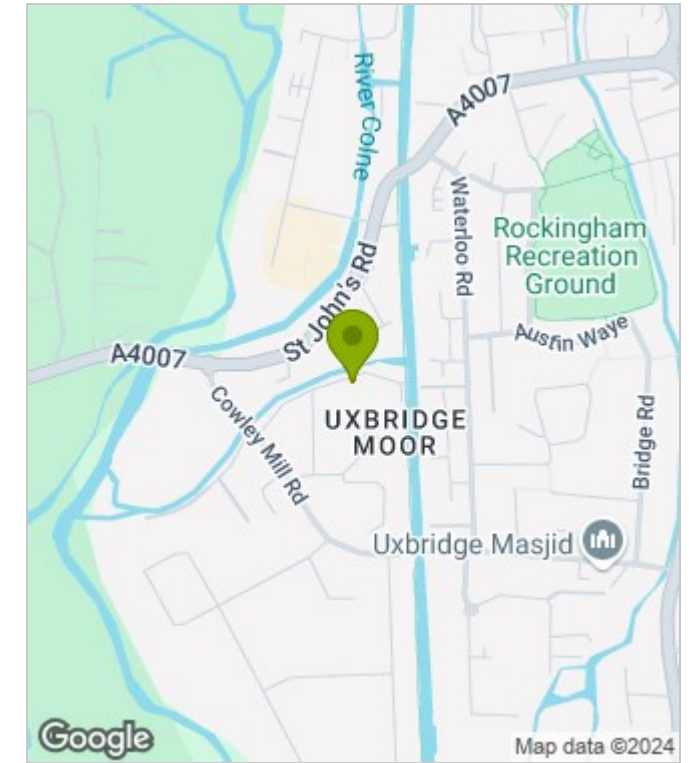 River Colne
A4007
Waterloo Rd
Rockingham
Recreation
Ground
St John's Rd
Austin Waye
A4007
Cowley Mill Rd
UXBRIDGE
MOOR
Bridge Rd
Uxbridge Masjid
Google
Map data ©2024